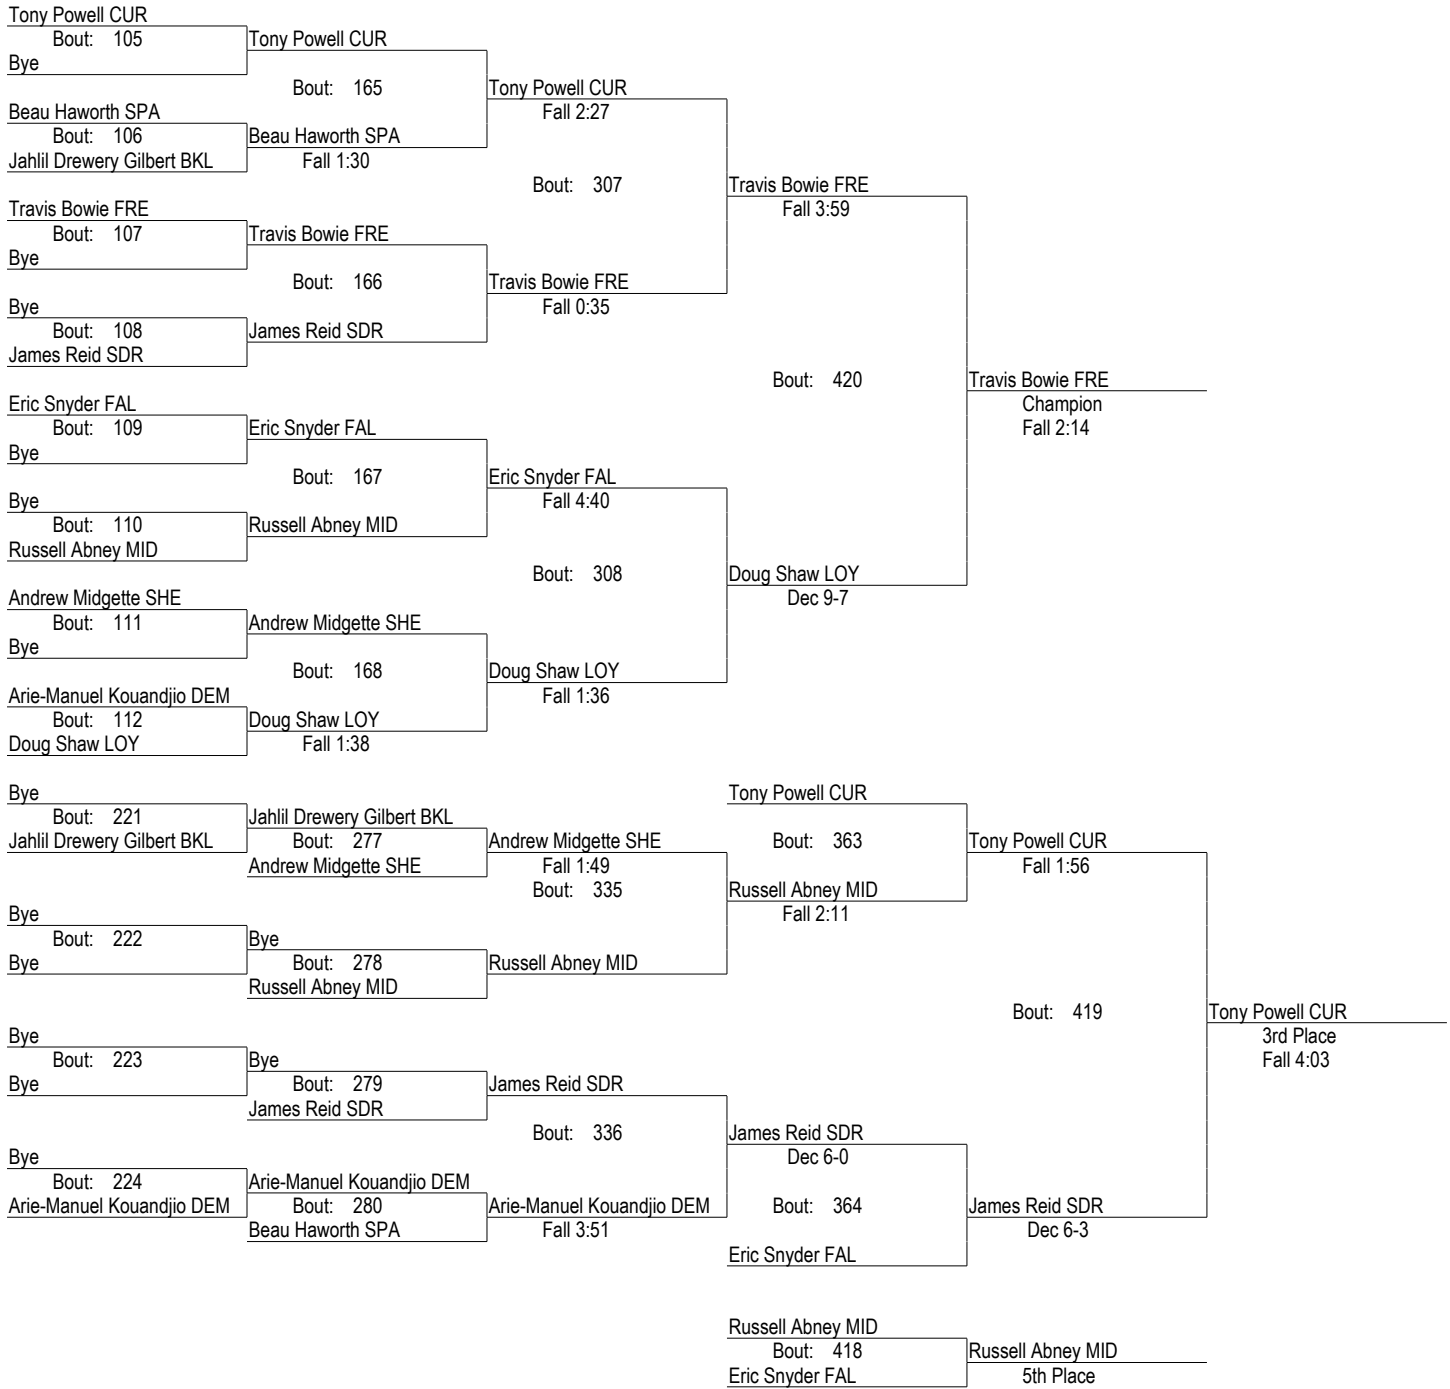 Tony Powell CUR
Bout: 105
Tony Powell CUR
Bye
Bout: 165
Tony Powell CUR
Fall 2:27
Beau Haworth SPA
Bout: 106
Beau Haworth SPA
Jahlil Drewery Gilbert BKL
Fall 1:30
Bout: 307
Travis Bowie FRE
Fall 3:59
Travis Bowie FRE
Bout: 107
Travis Bowie FRE
Bye
Bout: 166
Travis Bowie FRE
Fall 0:35
Bye
Bout: 108
James Reid SDR
James Reid SDR
Bout: 420
Travis Bowie FRE
Champion
Fall 2:14
Eric Snyder FAL
Bout: 109
Eric Snyder FAL
Bye
Bout: 167
Eric Snyder FAL
Fall 4:40
Bye
Bout: 110
Russell Abney MID
Russell Abney MID
Bout: 308
Doug Shaw LOY
Dec 9-7
Andrew Midgette SHE
Bout: 111
Andrew Midgette SHE
Bye
Bout: 168
Doug Shaw LOY
Fall 1:36
Arie-Manuel Kouandjio DEM
Bout: 112
Doug Shaw LOY
Doug Shaw LOY
Fall 1:38
Bye
Tony Powell CUR
Bout: 221
Jahlil Drewery Gilbert BKL
Jahlil Drewery Gilbert BKL
Bout: 277
Andrew Midgette SHE
Bout: 363
Tony Powell CUR
Andrew Midgette SHE
Fall 1:49
Fall 1:56
Bout: 335
Russell Abney MID
Fall 2:11
Bye
Bout: 222
Bye
Bye
Bout: 278
Russell Abney MID
Russell Abney MID
Bout: 419
Tony Powell CUR
3rd Place
Fall 4:03
Bye
Bout: 223
Bye
Bye
Bout: 279
James Reid SDR
James Reid SDR
Bout: 336
James Reid SDR
Dec 6-0
Bye
Bout: 224
Arie-Manuel Kouandjio DEM
Arie-Manuel Kouandjio DEM
Bout: 280
Arie-Manuel Kouandjio DEM
Bout: 364
James Reid SDR
Beau Haworth SPA
Fall 3:51
Dec 6-3
Eric Snyder FAL
Russell Abney MID
Bout: 418
Russell Abney MID
Eric Snyder FAL
5th Place